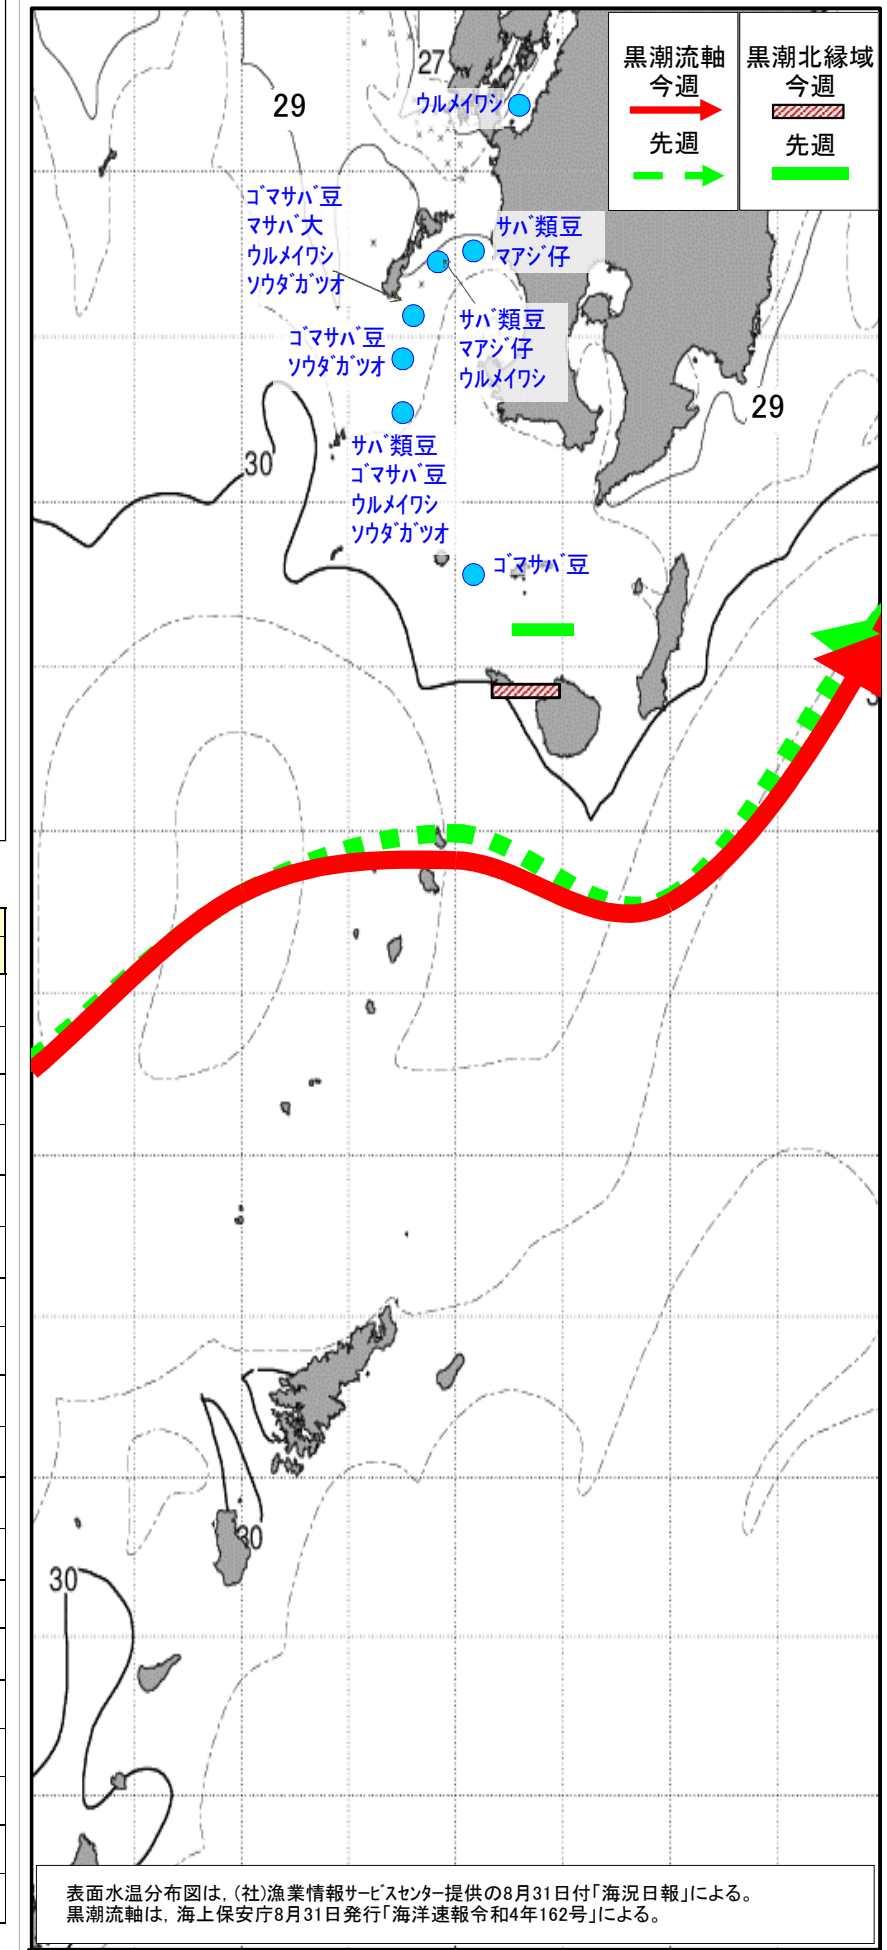 黒潮流軸
今週
先週
黒潮北縁域
今週
先週
27
29
ウルメイワシ
ゴマサバ豆
マサバ大
ウルメイワシ
ソウダガツオ
サバ類豆
マアジ仔
サバ類豆
マアジ仔
ウルメイワシ
ゴマサバ豆
ソウダガツオ
29
30
サバ類豆
ゴマサバ豆
ウルメイワシ
ソウダガツオ
ゴマサバ豆
30
30
表面水温分布図は，(社)漁業情報サービスセンター提供の8月31日付「海況日報」による。
黒潮流軸は，海上保安庁8月31日発行「海洋速報令和4年162号」による。